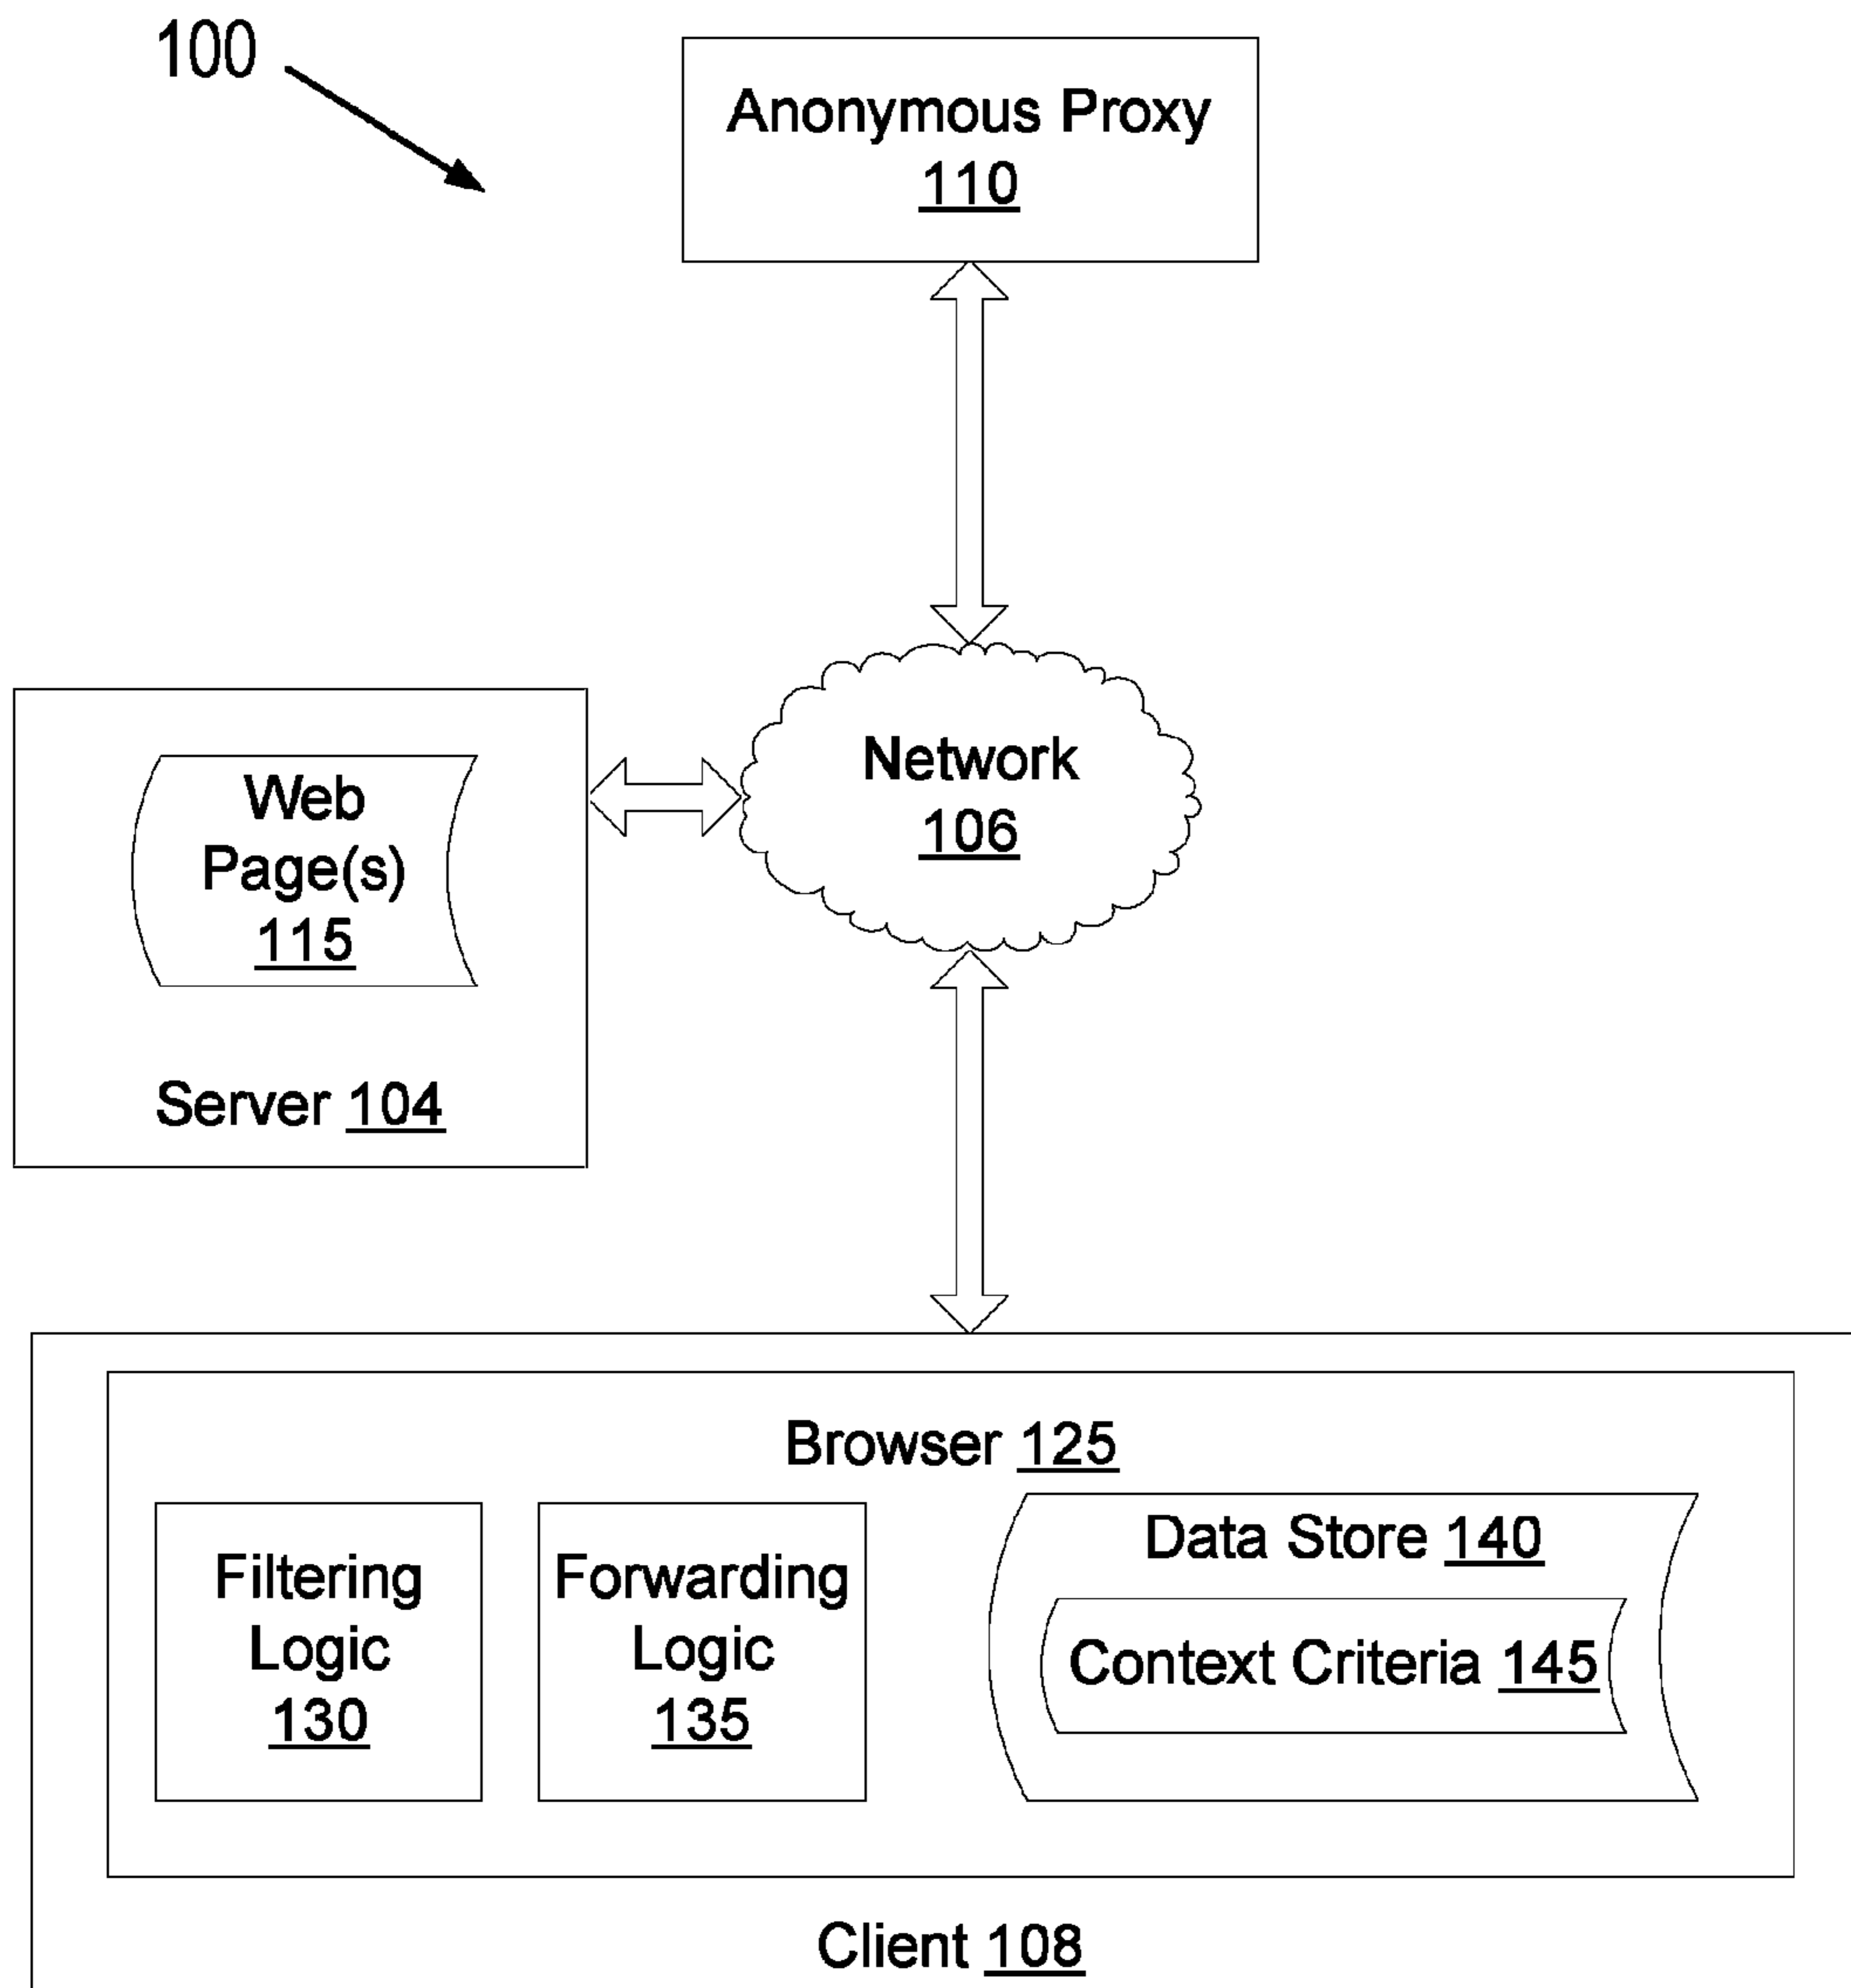 100
Anonymous Proxy
110
Network
106
Web
Page(s)
115
Server 104
Browser 125
Filtering
Logic
130
Forwarding
Logic
135
Data Store 140
Context Criteria 145
Client 108